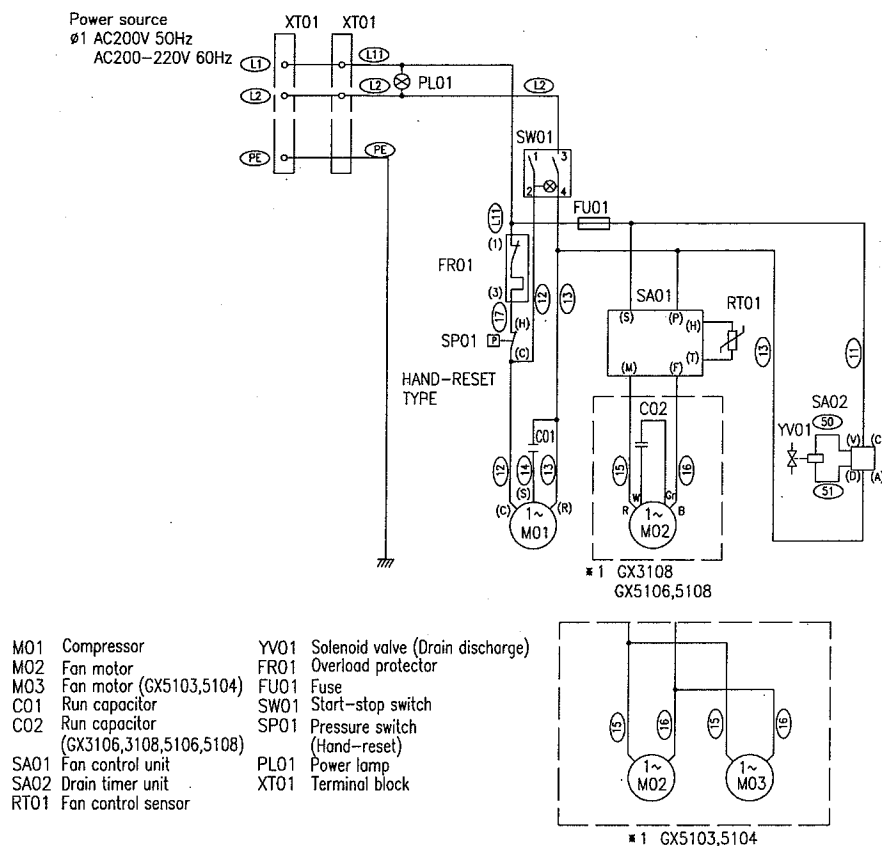 Power source
ø1 AC200V 50Hz
AC200-220V 60Hz
XT01 XT01
L1 L11
L2 L2 L2
PL01
PE PE
SW01
1 3
2 4
L11
FU01
(1)
FR01
(3)
12 13
17
SA01
(S) (P)
(H)
RT01
(T)
(M) (F)
13 11
(H)
SP01 P
(C)
HAND-RESET
TYPE
C01
C02
SA02
50
YV01
(V) (C
(D) (A)
51
12 14 13
15 16
(S)
(C) (R)
W Gr
R B
1~
M01
1~
M02
*1 GX3108
GX5106,5108
M01 Compressor
M02 Fan motor
M03 Fan motor (GX5103,5104)
C01 Run capacitor
C02 Run capacitor
(GX3106,3108,5106,5108)
SA01 Fan control unit
SA02 Drain timer unit
RT01 Fan control sensor
YV01 Solenoid valve (Drain discharge)
FR01 Overload protector
FU01 Fuse
SW01 Start-stop switch
SP01 Pressure switch
(Hand-reset)
PL01 Power lamp
XT01 Terminal block
15 16 15 16
1~
M02
1~
M03
*1 GX5103,5104